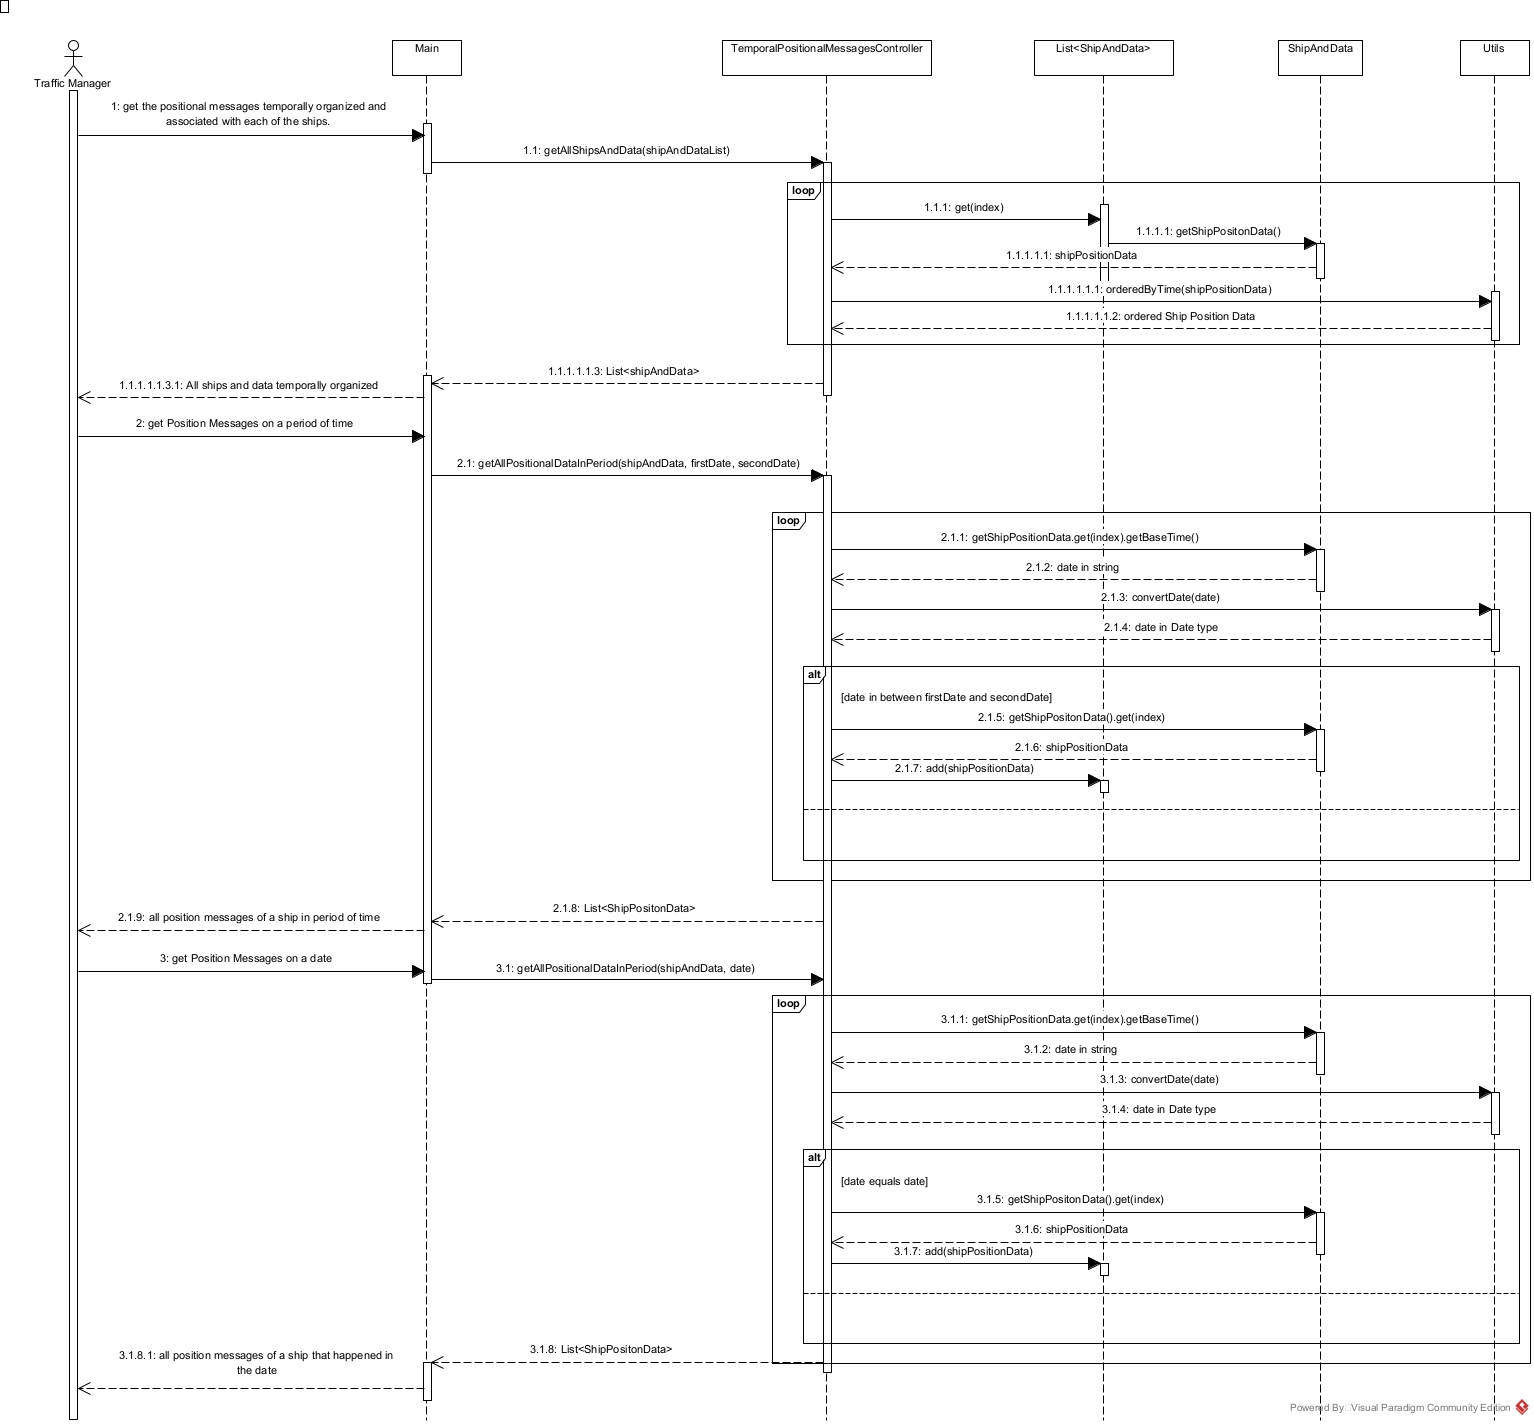 Main
TemporalPositionalMessagesController
List<ShipAndData>
ShipAndData
Utils
Traffic Manager
1: get the positional messages temporally organized and
associated with each of the ships.
1.1: getAllShipsAndData(shipAndDataList)
loop
1.1.1: get(index)
1.1.1.1: getShipPositonData()
1.1.1.1.1: shipPositionData
1.1.1.1.1.1: orderedByTime(shipPositionData)
1.1.1.1.1.2: ordered Ship Position Data
1.1.1.1.1.3: List<shipAndData>
1.1.1.1.1.3.1: All ships and data temporally organized
2: get Position Messages on a period of time
2.1: getAllPositionalDataInPeriod(shipAndData, firstDate, secondDate)
loop
2.1.1: getShipPositionData.get(index).getBaseTime()
2.1.2: date in string
2.1.3: convertDate(date)
2.1.4: date in Date type
alt
[date in between firstDate and secondDate]
2.1.5: getShipPositonData().get(index)
2.1.6: shipPositionData
2.1.7: add(shipPositionData)
2.1.8: List<ShipPositonData>
2.1.9: all position messages of a ship in period of time
3: get Position Messages on a date
3.1: getAllPositionalDataInPeriod(shipAndData, date)
loop
3.1.1: getShipPositionData.get(index).getBaseTime()
3.1.2: date in string
3.1.3: convertDate(date)
3.1.4: date in Date type
alt
[date equals date]
3.1.5: getShipPositonData().get(index)
3.1.6: shipPositionData
3.1.7: add(shipPositionData)
3.1.8: List<ShipPositonData>
3.1.8.1: all position messages of a ship that happened in
the date
Powered By Visual Paradigm Community Edition